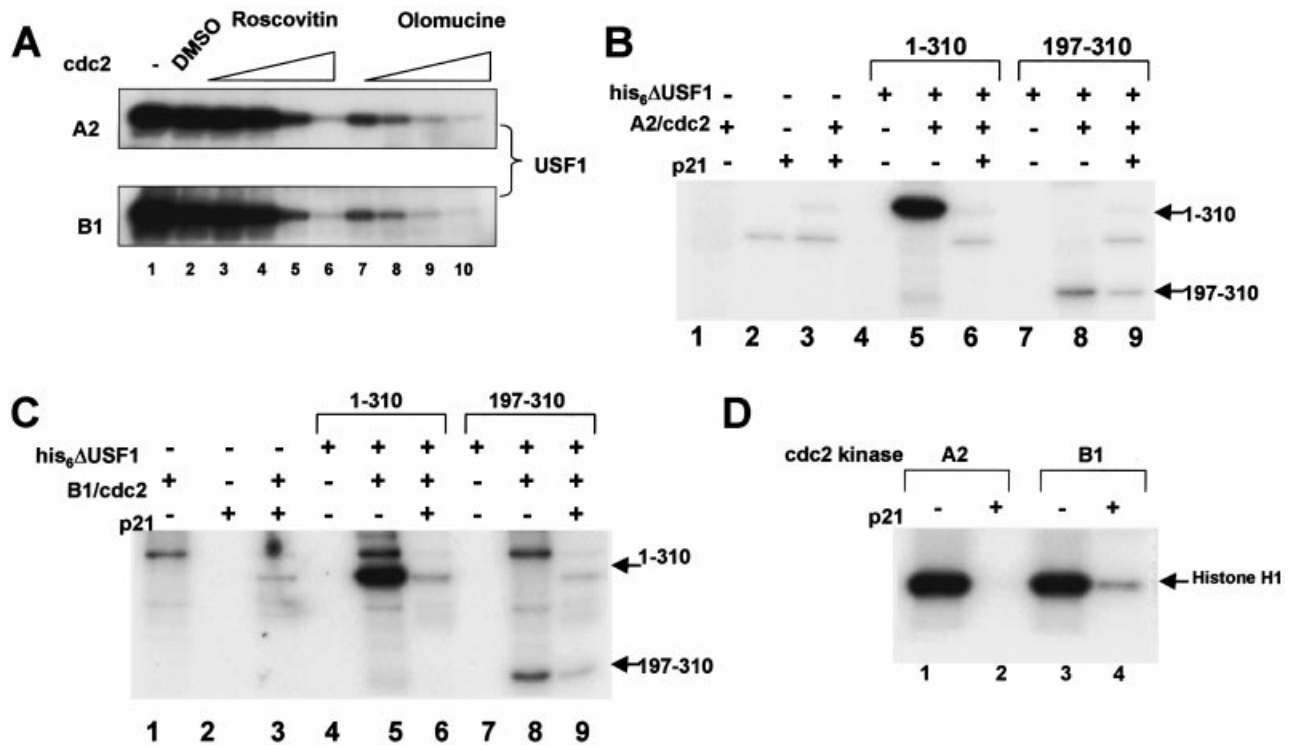 A
Roscovitin Olomucine
cdc2 - DMSO
A2
USF1
B1
1 2 3 4 5 6 7 8 9 10
B
1-310 197-310
his6ΔUSF1 - - - + + + + + +
A2/cdc2 + - + - + + - + +
p21 - + + - - + - - +
1-310
197-310
1 2 3 4 5 6 7 8 9
C
1-310 197-310
his6ΔUSF1 - - - + + + + + +
B1/cdc2 + - + - + + - + +
p21 - + + - - + - - +
1-310
197-310
1 2 3 4 5 6 7 8 9
D
cdc2 kinase A2 B1
p21 - + - +
Histone H1
1 2 3 4